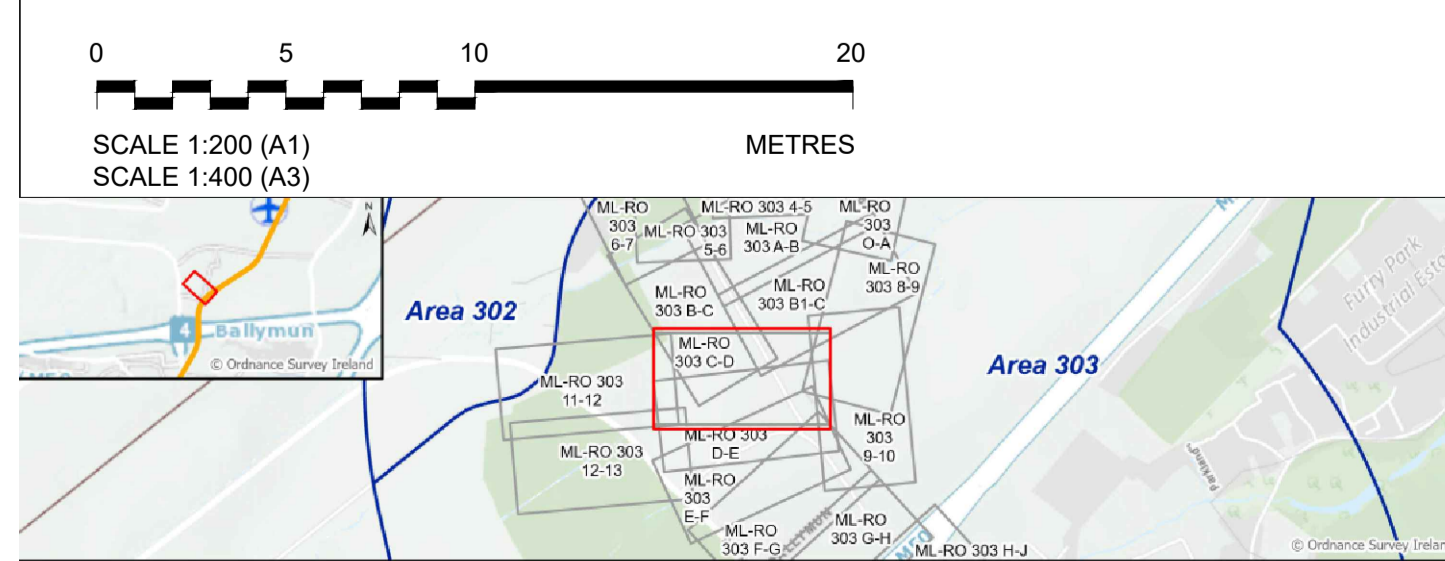 0 5 10 20
SCALE 1:200 (A1) METRES
SCALE 1:400 (A3)
N
4 Ballymun
© Ordnance Survey Ireland
Area 302
ML-RO
303
6-7
ML-RO 303 4-5
ML-RO 303
5-6
ML-RO
303 A-B
ML-RO
303
O-A
ML-RO
303 8-9
ML-RO
303 B-C
ML-RO
303 B1-C
ML-RO
303 C-D
Area 303
ML-RO 303
11-12
ML-RO 303
12-13
ML-RO 303
D-E
ML-RO
303
9-10
ML-RO
303
E-F
ML-RO
303 F-G
ML-RO
303 G-H
ML-RO 303 H-J
M50
Furry Park
Industrial Esta
© Ordnance Survey Irelan